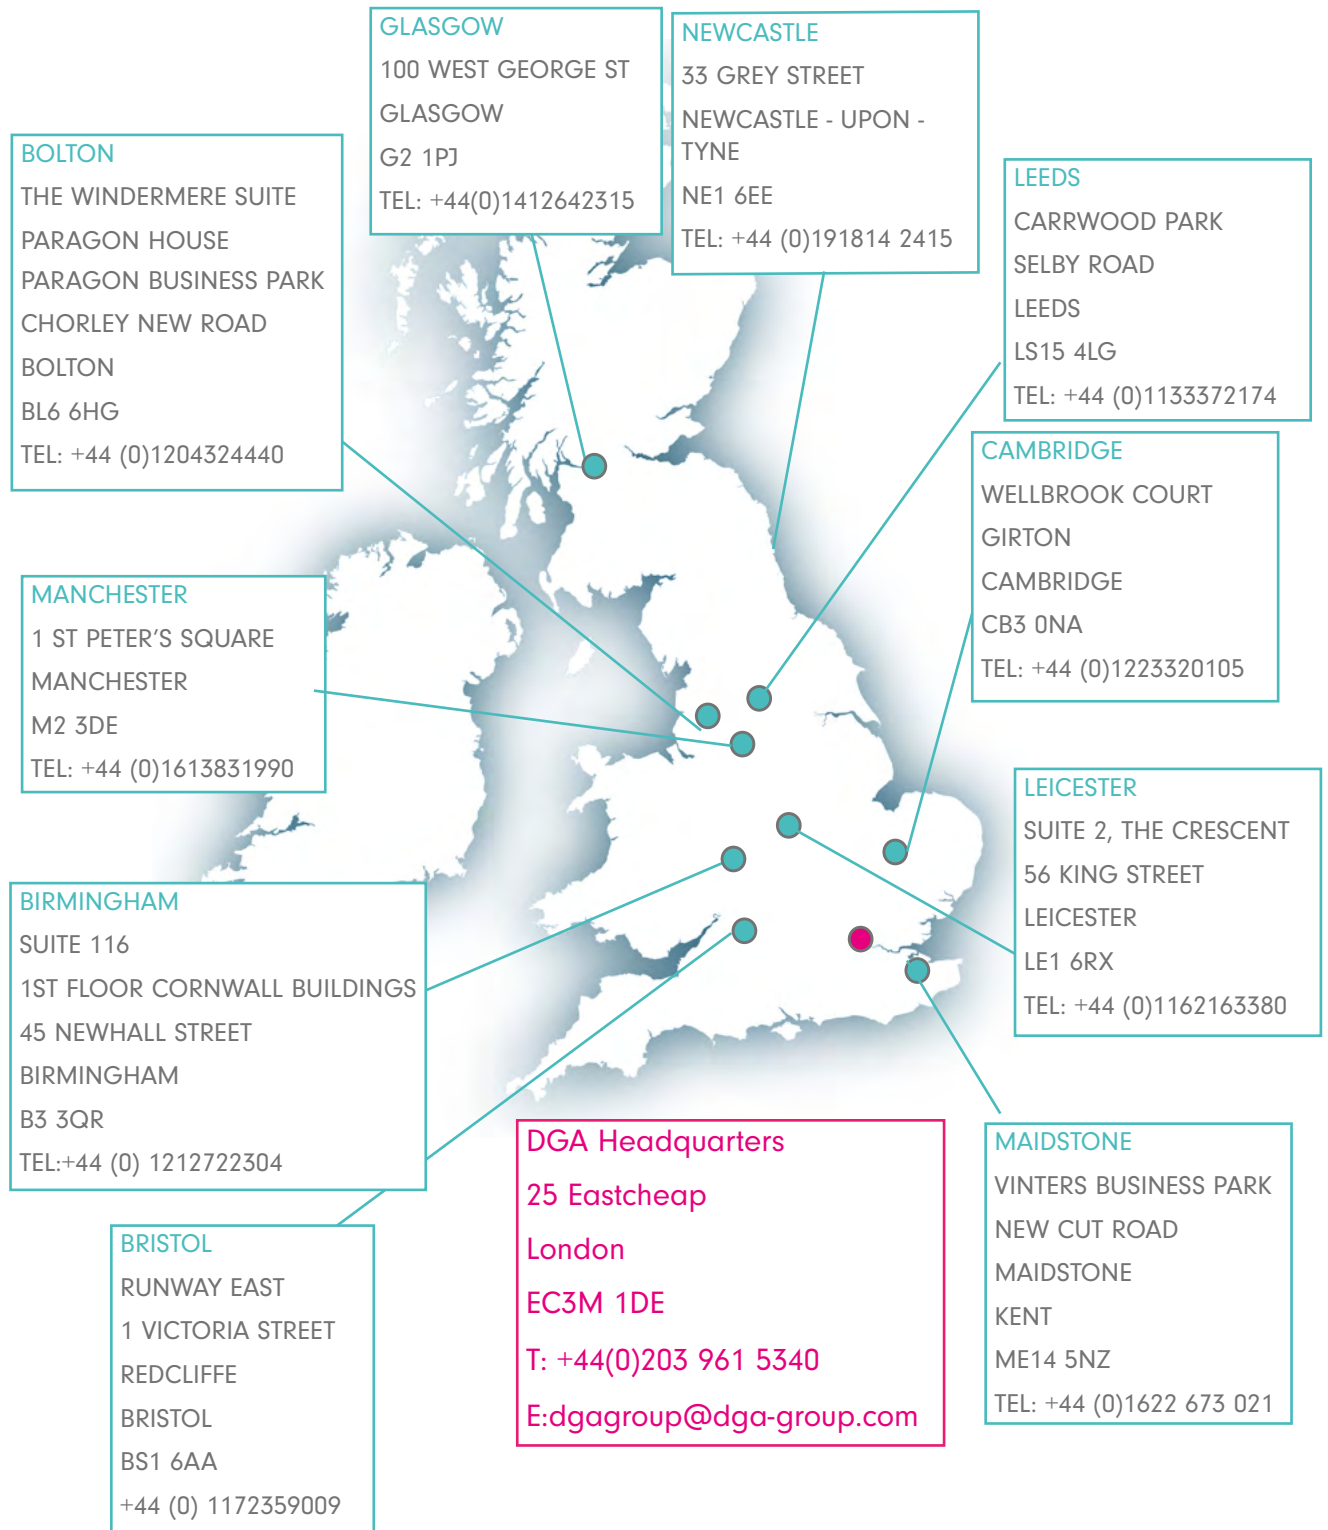 GLASGOW
100 WEST GEORGE ST
GLASGOW
G2 1PJ
TEL: +44(0)1412642315
NEWCASTLE
33 GREY STREET
NEWCASTLE - UPON -
TYNE
NE1 6EE
TEL: +44 (0)191814 2415
BOLTON
THE WINDERMERE SUITE
PARAGON HOUSE
PARAGON BUSINESS PARK
CHORLEY NEW ROAD
BOLTON
BL6 6HG
TEL: +44 (0)1204324440
LEEDS
CARRWOOD PARK
SELBY ROAD
LEEDS
LS15 4LG
TEL: +44 (0)1133372174
CAMBRIDGE
WELLBROOK COURT
GIRTON
CAMBRIDGE
CB3 0NA
TEL: +44 (0)1223320105
MANCHESTER
1 ST PETER’S SQUARE
MANCHESTER
M2 3DE
TEL: +44 (0)1613831990
LEICESTER
SUITE 2, THE CRESCENT
56 KING STREET
LEICESTER
LE1 6RX
TEL: +44 (0)1162163380
BIRMINGHAM
SUITE 116
1ST FLOOR CORNWALL BUILDINGS
45 NEWHALL STREET
BIRMINGHAM
B3 3QR
TEL:+44 (0) 1212722304
DGA Headquarters
25 Eastcheap
London
EC3M 1DE
T: +44(0)203 961 5340
E:dgagroup@dga-group.com
MAIDSTONE
VINTERS BUSINESS PARK
NEW CUT ROAD
MAIDSTONE
KENT
ME14 5NZ
TEL: +44 (0)1622 673 021
BRISTOL
RUNWAY EAST
1 VICTORIA STREET
REDCLIFFE
BRISTOL
BS1 6AA
+44 (0) 1172359009